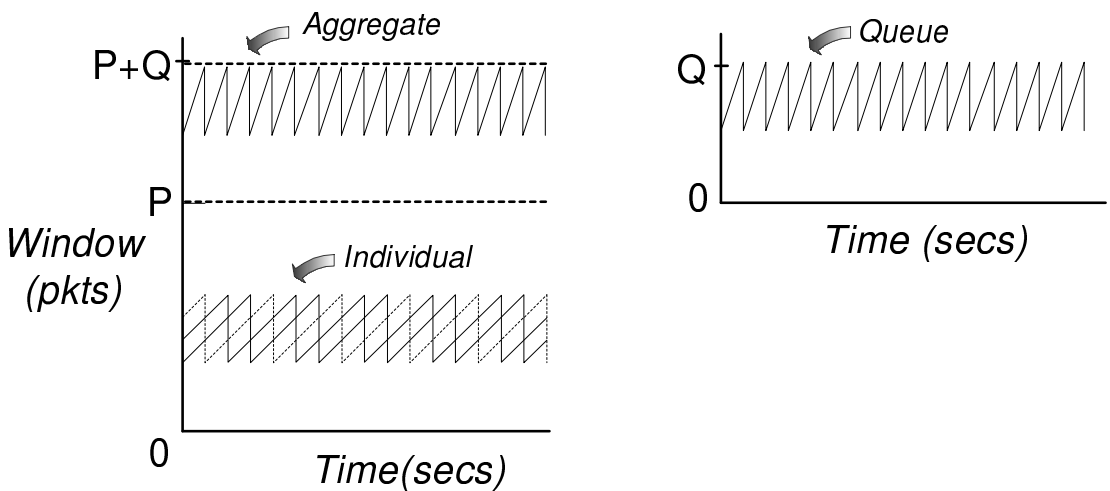 Aggregate
P+Q
P
Window
(pkts)
Individual
0
Time(secs)
Queue
Q
0
Time (secs)